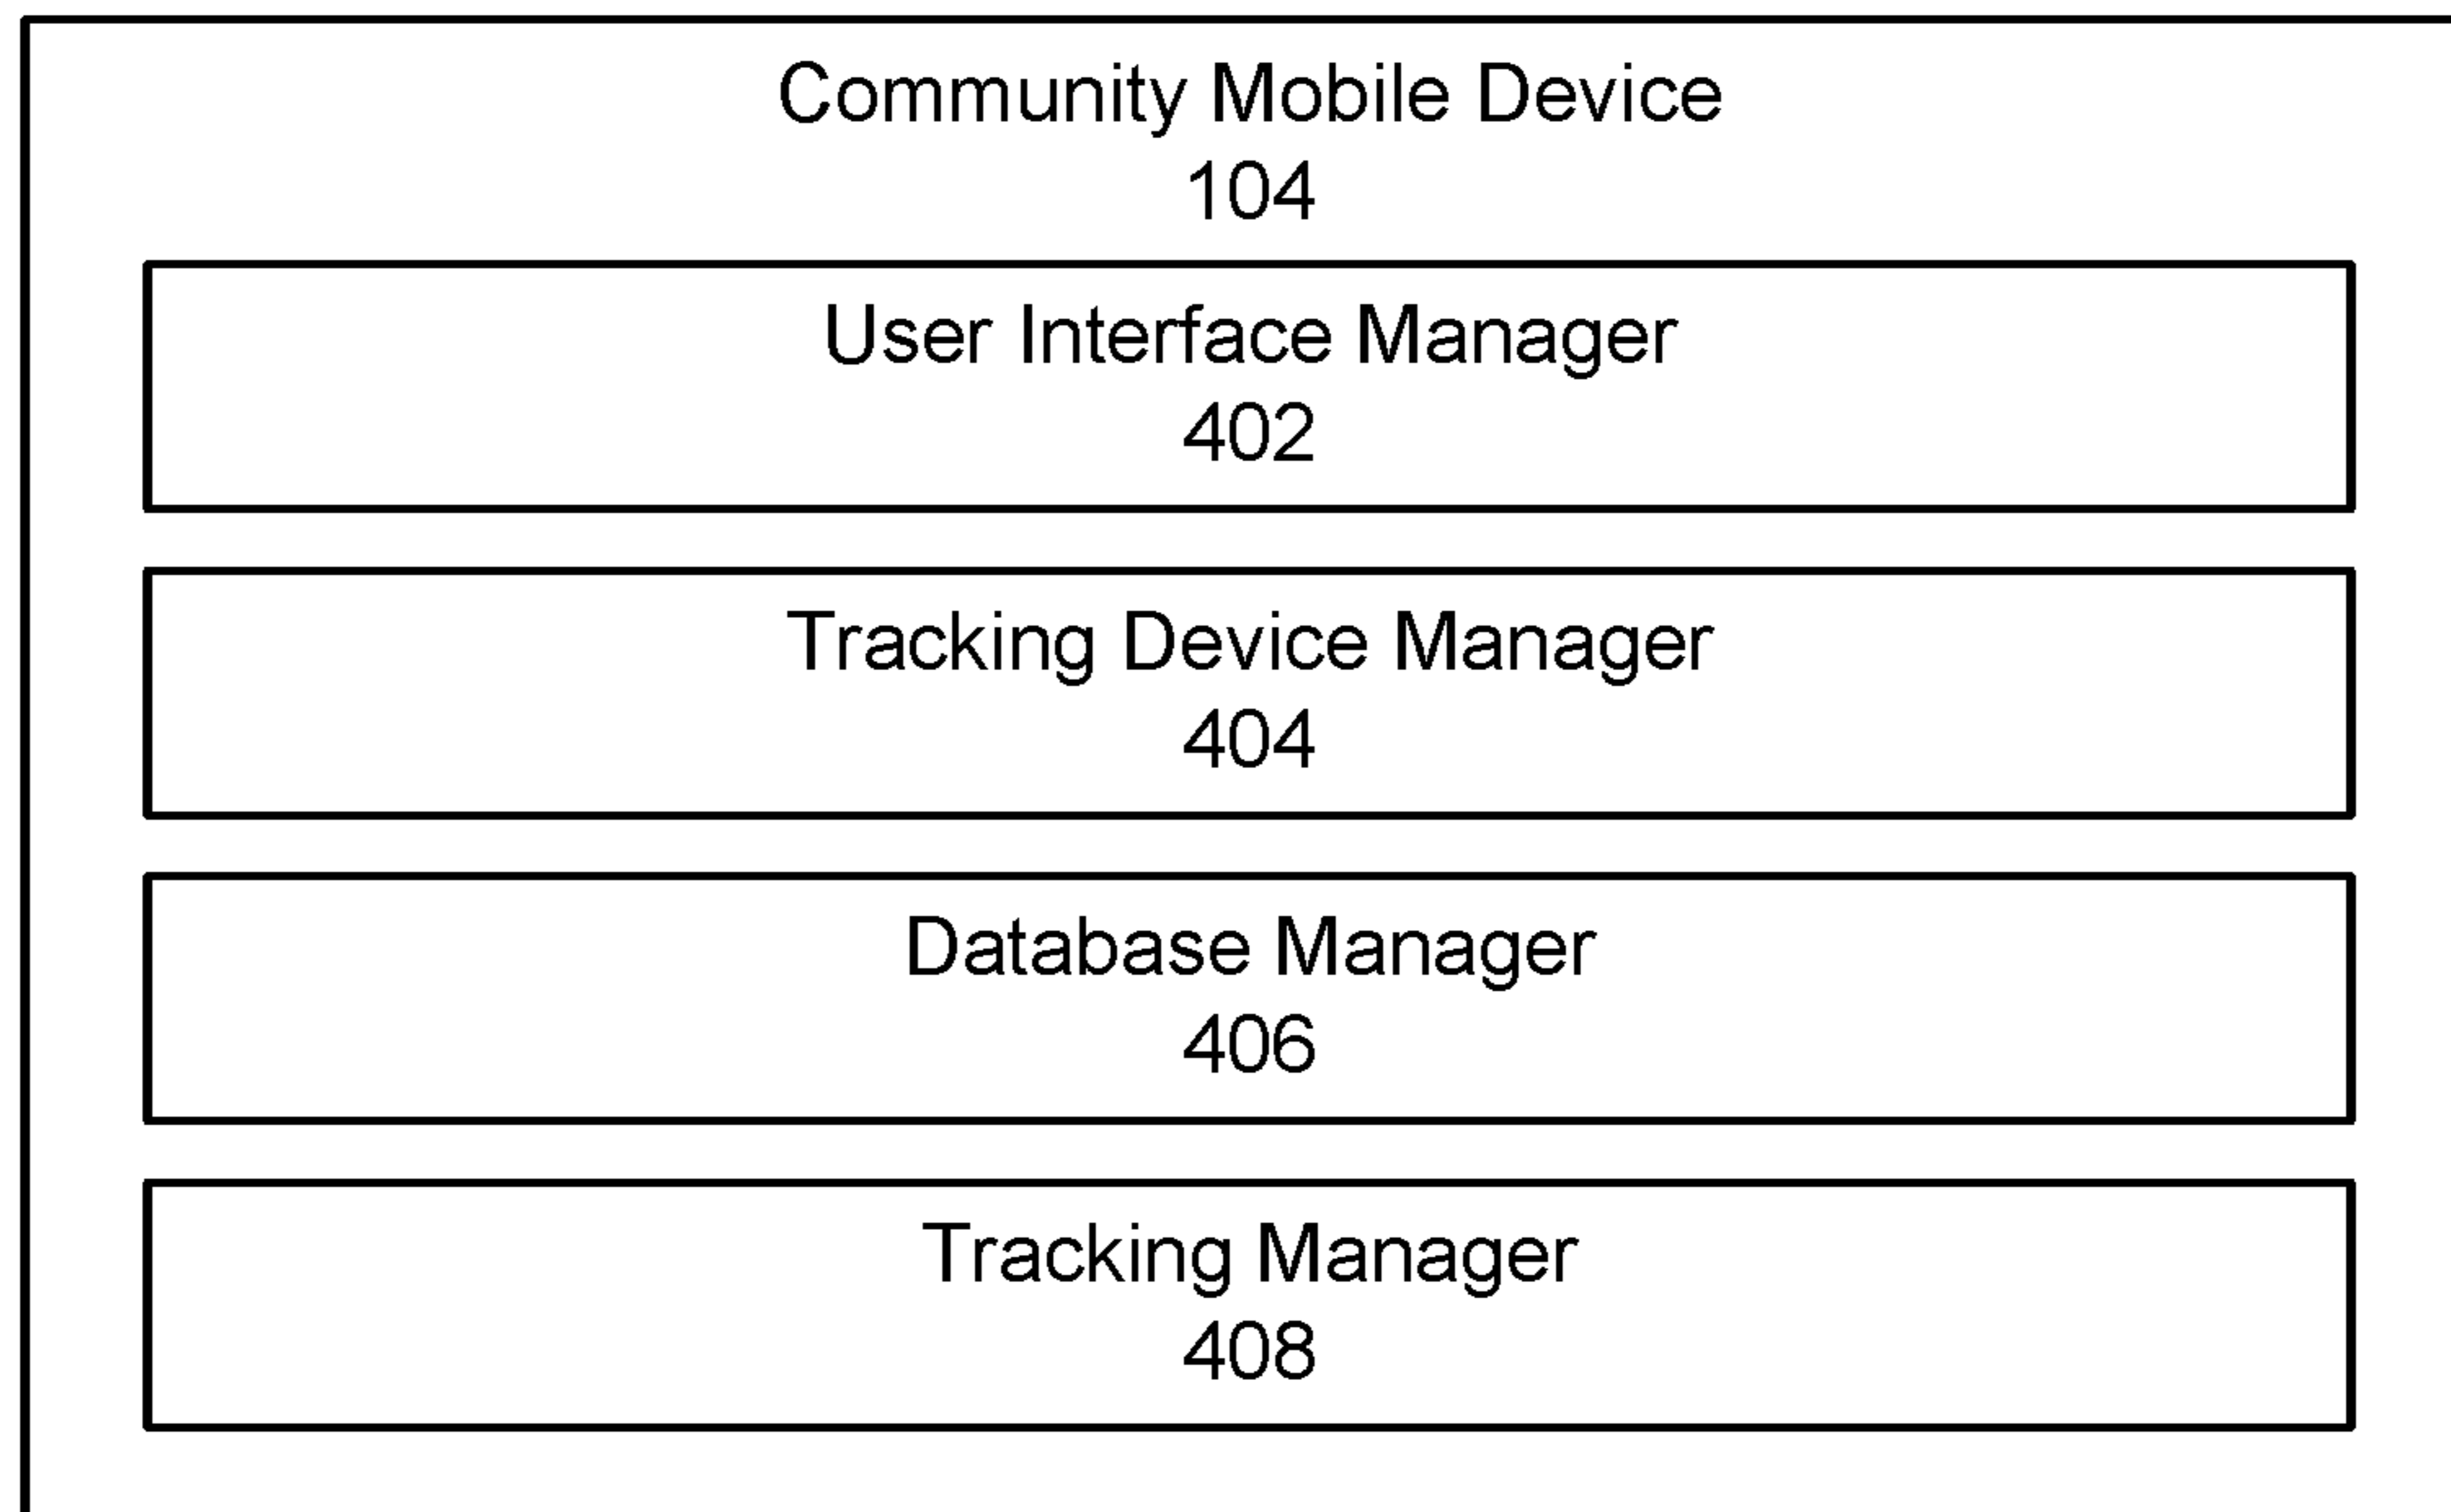 Community Mobile Device
104
User Interface Manager
402
Tracking Device Manager
404
Database Manager
406
Tracking Manager
408